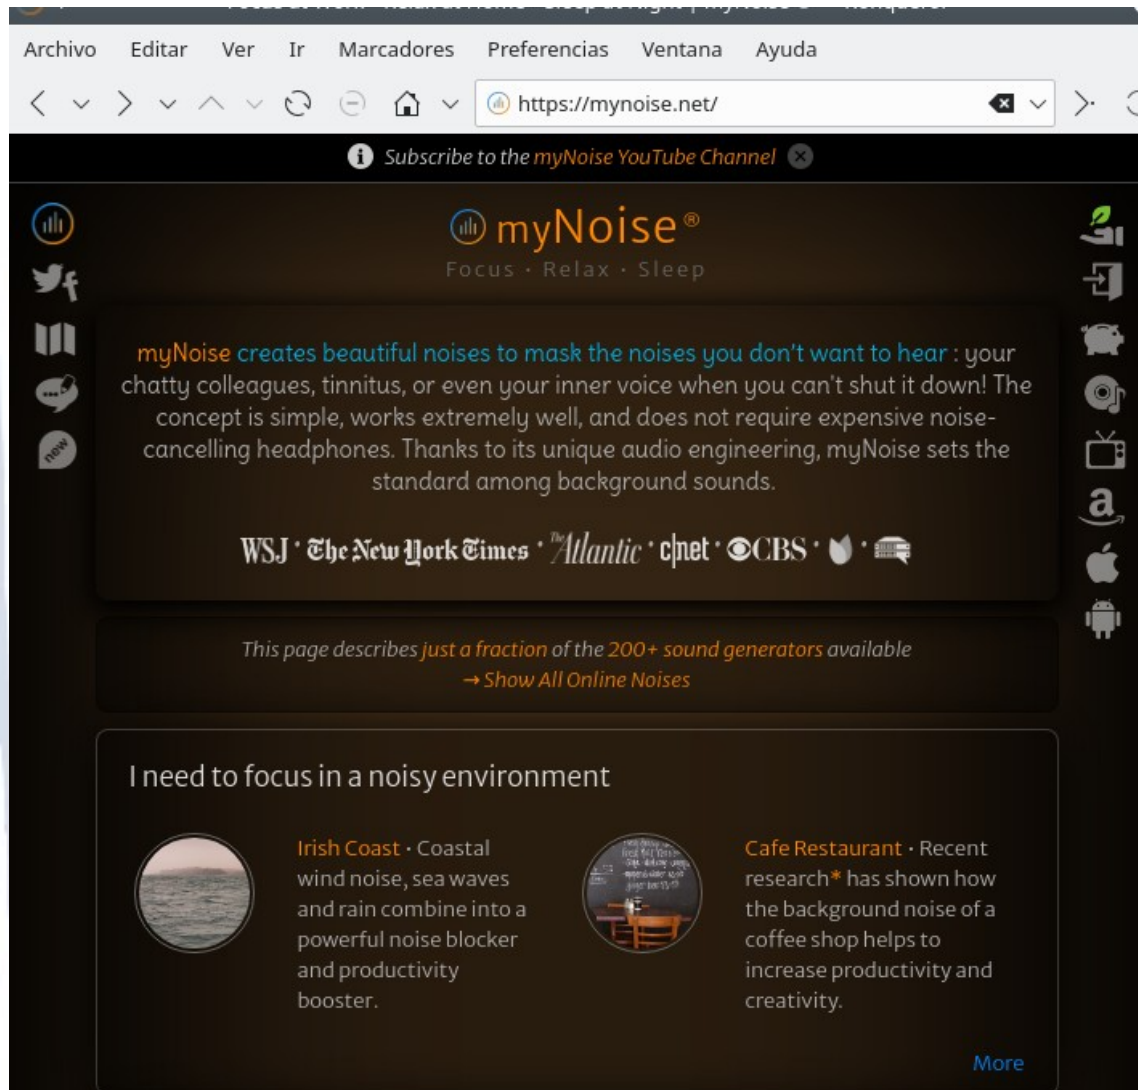 Archivo Editar Ver Ir Marcadores Preferencias Ventana Ayuda
https://mynoise.net/
Subscribe to the myNoise YouTube Channel
myNoise®
Focus · Relax · Sleep
myNoise creates beautiful noises to mask the noises you don't want to hear : your
chatty colleagues, tinnitus, or even your inner voice when you can't shut it down! The
concept is simple, works extremely well, and does not require expensive noise-
cancelling headphones. Thanks to its unique audio engineering, myNoise sets the
standard among background sounds.
WSJ · The New York Times · The Atlantic · c|net · CBS
new
This page describes just a fraction of the 200+ sound generators available
→ Show All Online Noises
I need to focus in a noisy environment
Irish Coast · Coastal
wind noise, sea waves
and rain combine into a
powerful noise blocker
and productivity
booster.
Cafe Restaurant · Recent
research* has shown how
the background noise of a
coffee shop helps to
increase productivity and
creativity.
More